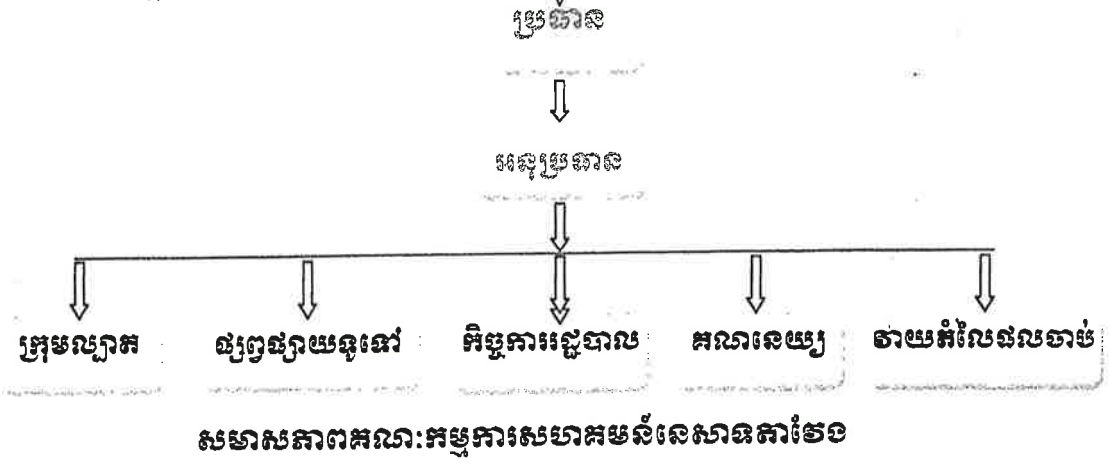 ប្រធាន
អនុប្រធាន
ក្រុមល្បាត
ផ្សព្វផ្សាយទូទៅ
កិច្ចការរដ្ឋបាល
គណនេយ្យ
វាយតំលៃផលចាប់
សមាសភាពគណៈកម្មការសហគមន៍នេសាទតាវែង